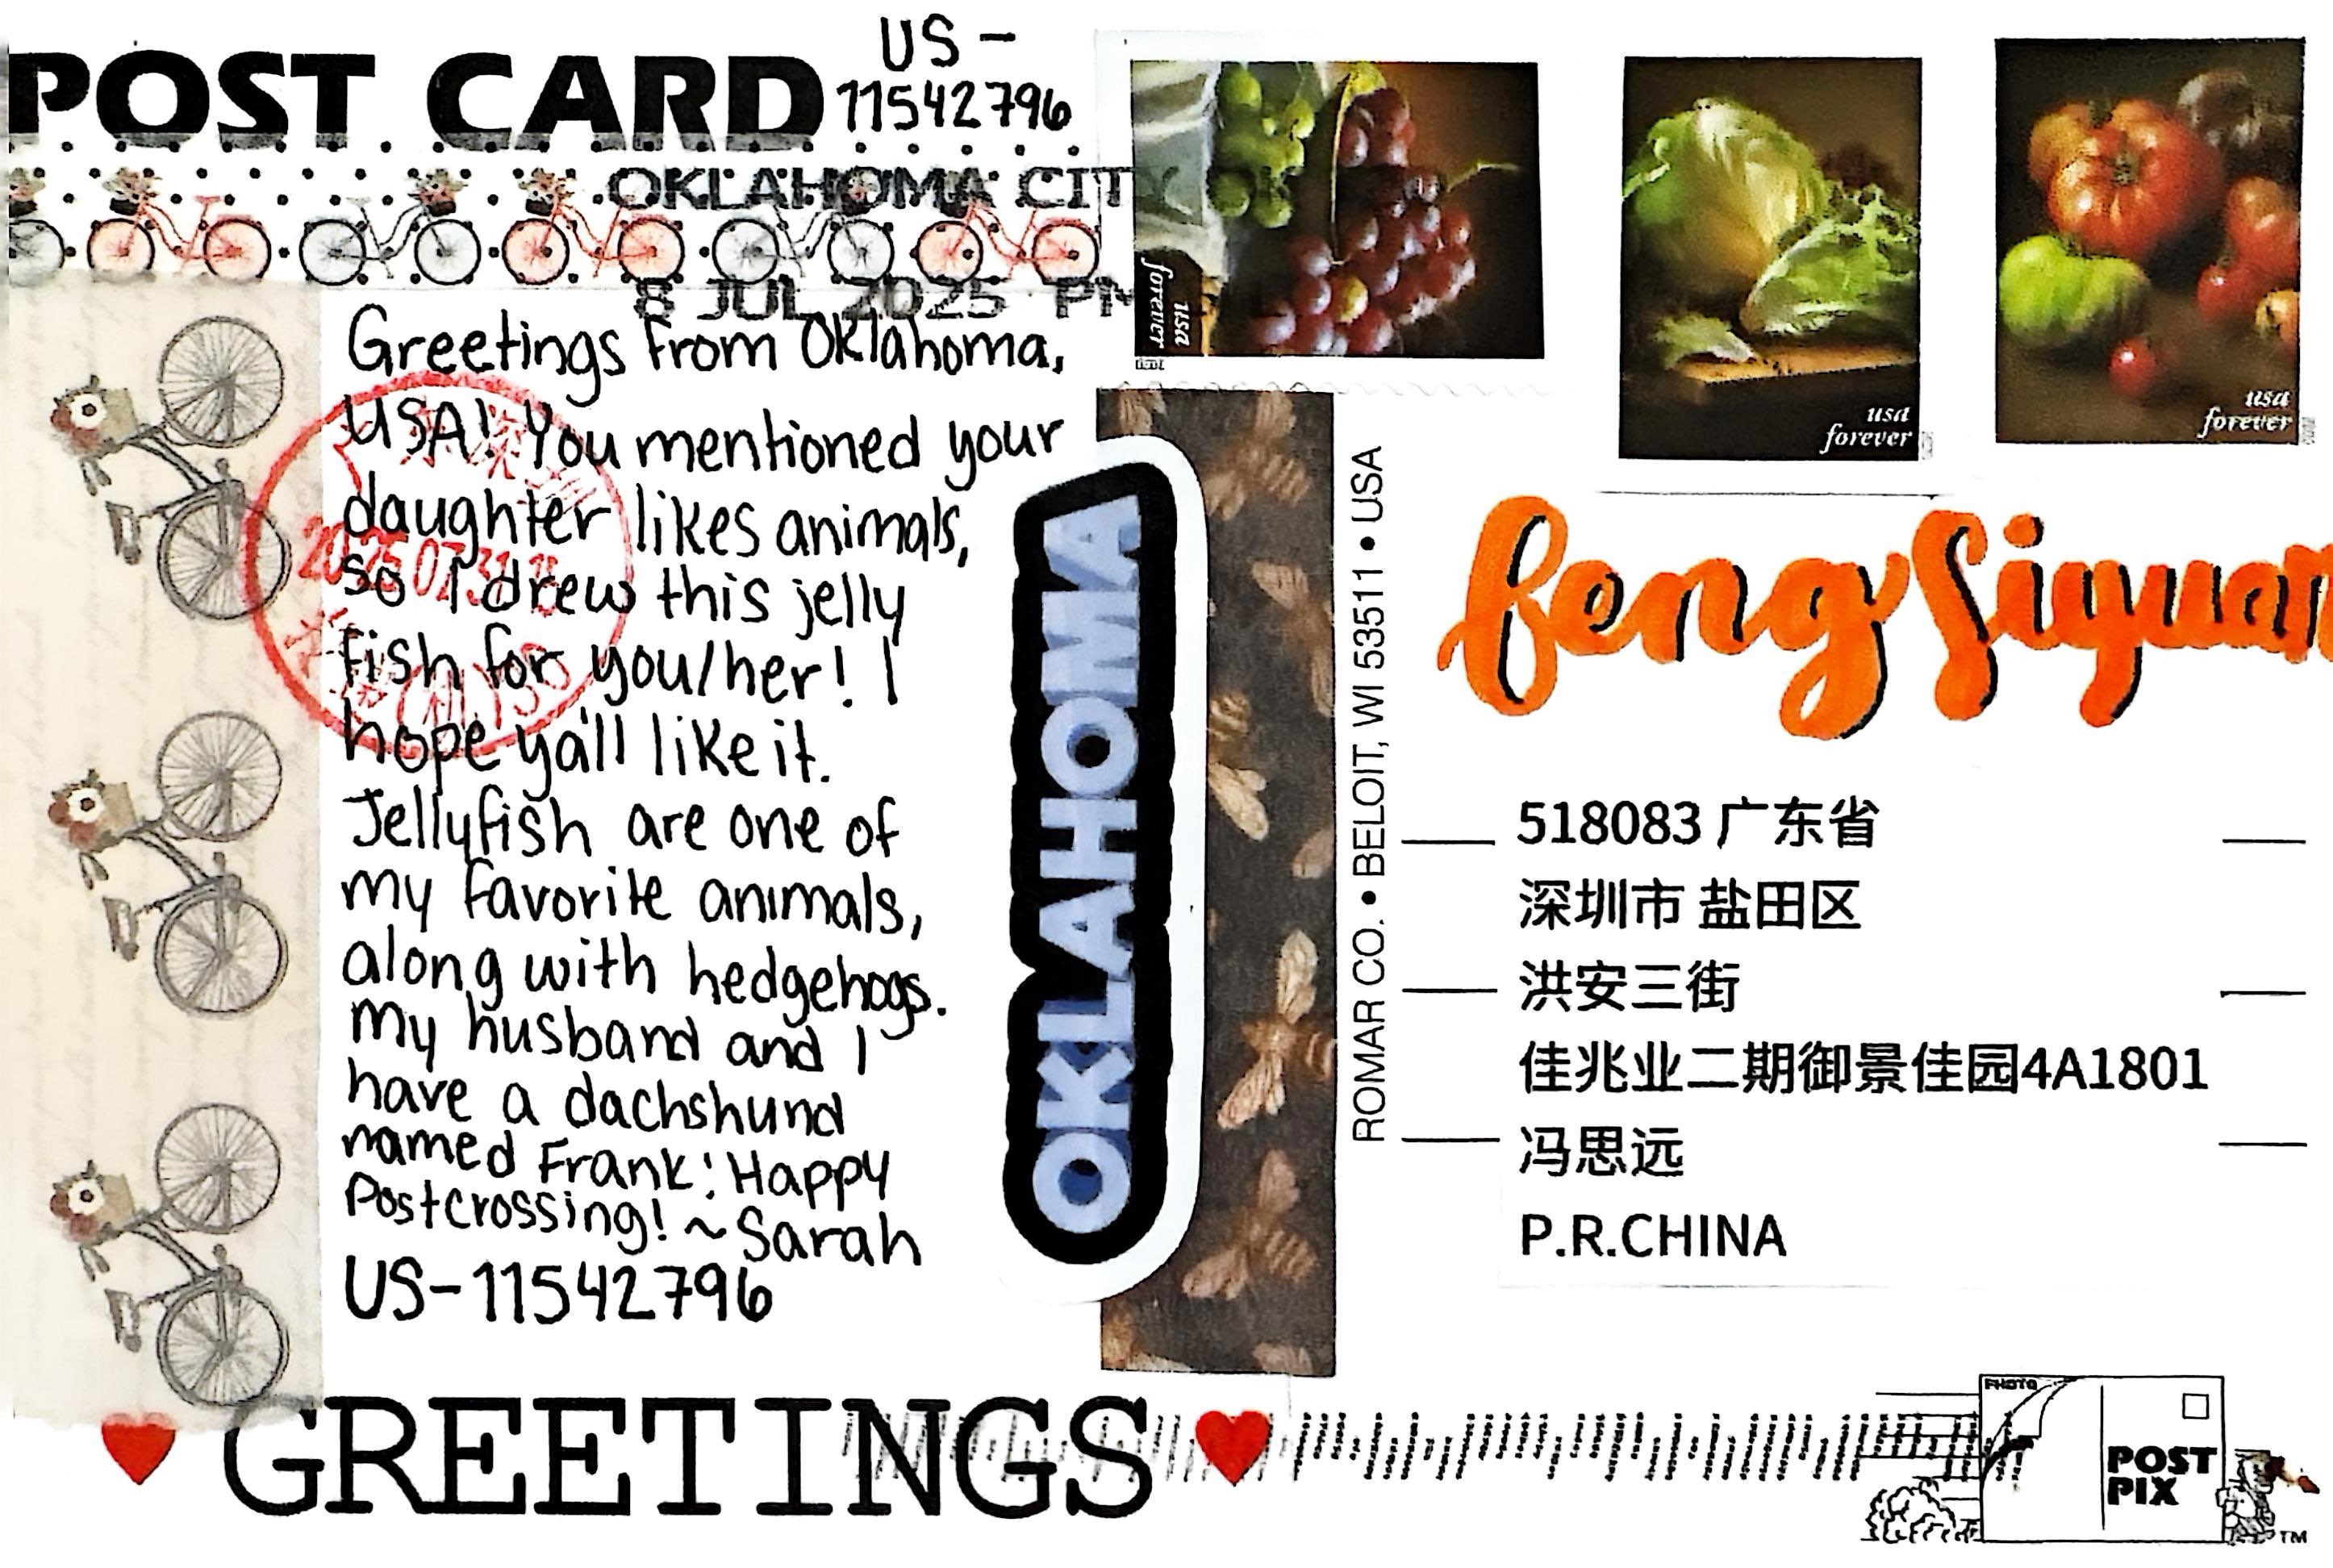 POST CARD
US -
11542796
OKLAHOMA CIT
8 JUL 2025 PM
Greetings from Oklahoma,
USA! You mentioned your
daughter likes animals,
so I drew this jelly
fish for you/her! I
hope ya'll like it.
Jellyfish are one of
my favorite animals,
along with hedgehogs.
My husband and I
have a dachshund
named Frank! Happy
Postcrossing! ~Sarah
US-11542796
GREETINGS
OKLAHOMA
ROMAR CO. • BELOIT, WI 53511 • USA
usa
forever
usa
forever
usa
forever
feng Siyuan
518083 广东省
深圳市 盐田区
洪安三街
佳兆业二期御景佳园4A1801
冯思远
P.R.CHINA
PHOTO
POST
PIX
TM